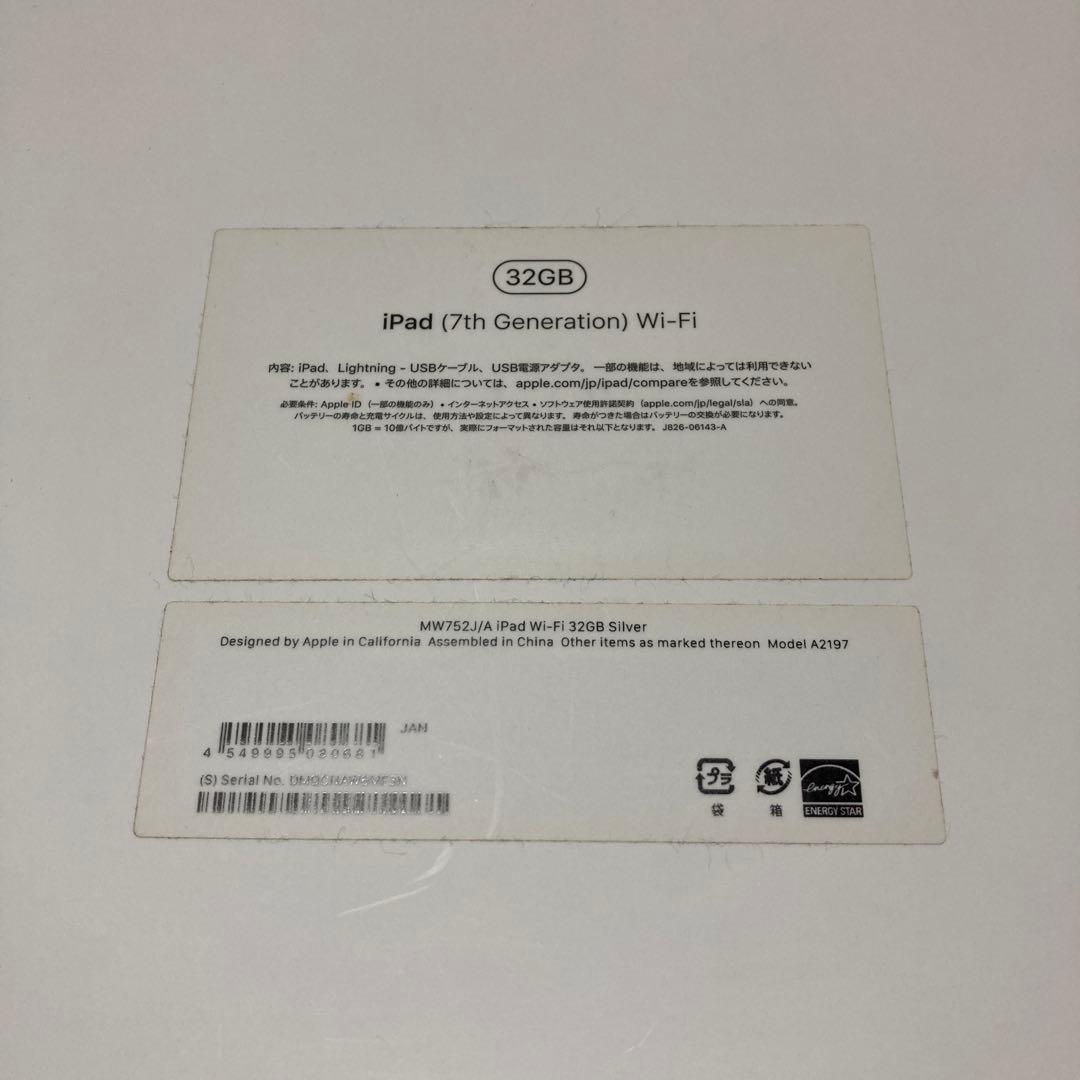 32GB
iPad (7th Generation) Wi-Fi
内容: iPad、Lightning - USBケーブル、USB電源アダプタ。一部の機能は、地域によっては利用できない
ことがあります。 • その他の詳細については、apple.com/jp/ipad/compareを参照してください。
必要条件: Apple ID（一部の機能のみ）• インターネットアクセス • ソフトウェア使用許諾契約（apple.com/jp/legal/sla）への同意。
バッテリーの寿命と充電サイクルは、使用方法や設定によって異なります。寿命がつきた場合はバッテリーの交換が必要になります。
1GB = 10億バイトですが、実際にフォーマットされた容量はそれ以下となります。 J826-06143-A
MW752J/A iPad Wi-Fi 32GB Silver
Designed by Apple in California Assembled in China Other items as marked thereon Model A2197
JAN
4 549995 080681
(S) Serial No.
プラ
袋
紙
箱
energy
ENERGY STAR